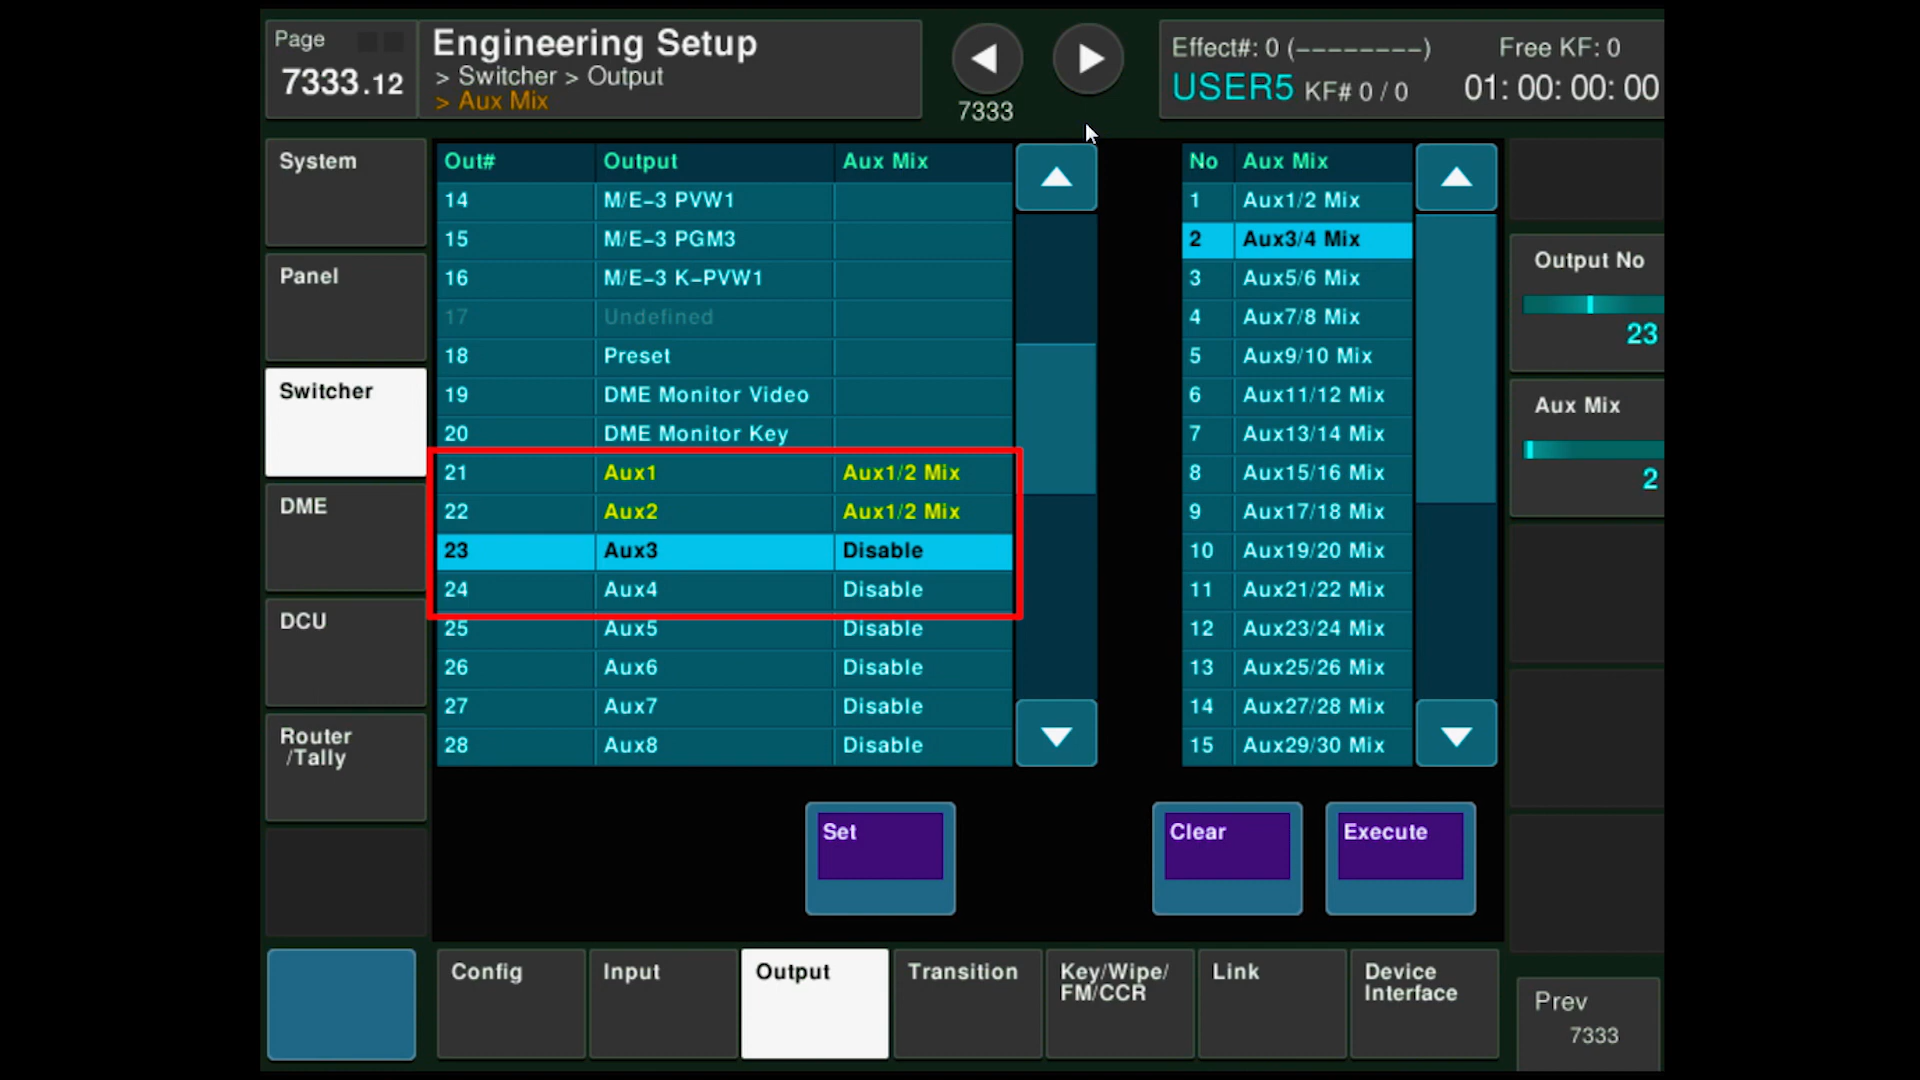 Page
7333.12
Engineering Setup
> Switcher > Output
> Aux Mix
7333
Effect#: 0 (--------)
Free KF: 0
USER5 KF# 0 / 0
01: 00: 00: 00
System
Panel
Switcher
DME
DCU
Router
/Tally
Out# Output Aux Mix
14 M/E-3 PVW1
15 M/E-3 PGM3
16 M/E-3 K-PVW1
17 Undefined
18 Preset
19 DME Monitor Video
20 DME Monitor Key
21 Aux1 Aux1/2 Mix
22 Aux2 Aux1/2 Mix
23 Aux3 Disable
24 Aux4 Disable
25 Aux5 Disable
26 Aux6 Disable
27 Aux7 Disable
28 Aux8 Disable
No Aux Mix
1 Aux1/2 Mix
2 Aux3/4 Mix
3 Aux5/6 Mix
4 Aux7/8 Mix
5 Aux9/10 Mix
6 Aux11/12 Mix
7 Aux13/14 Mix
8 Aux15/16 Mix
9 Aux17/18 Mix
10 Aux19/20 Mix
11 Aux21/22 Mix
12 Aux23/24 Mix
13 Aux25/26 Mix
14 Aux27/28 Mix
15 Aux29/30 Mix
Output No
23
Aux Mix
2
Set
Clear
Execute
Config
Input
Output
Transition
Key/Wipe/
FM/CCR
Link
Device
Interface
Prev
7333